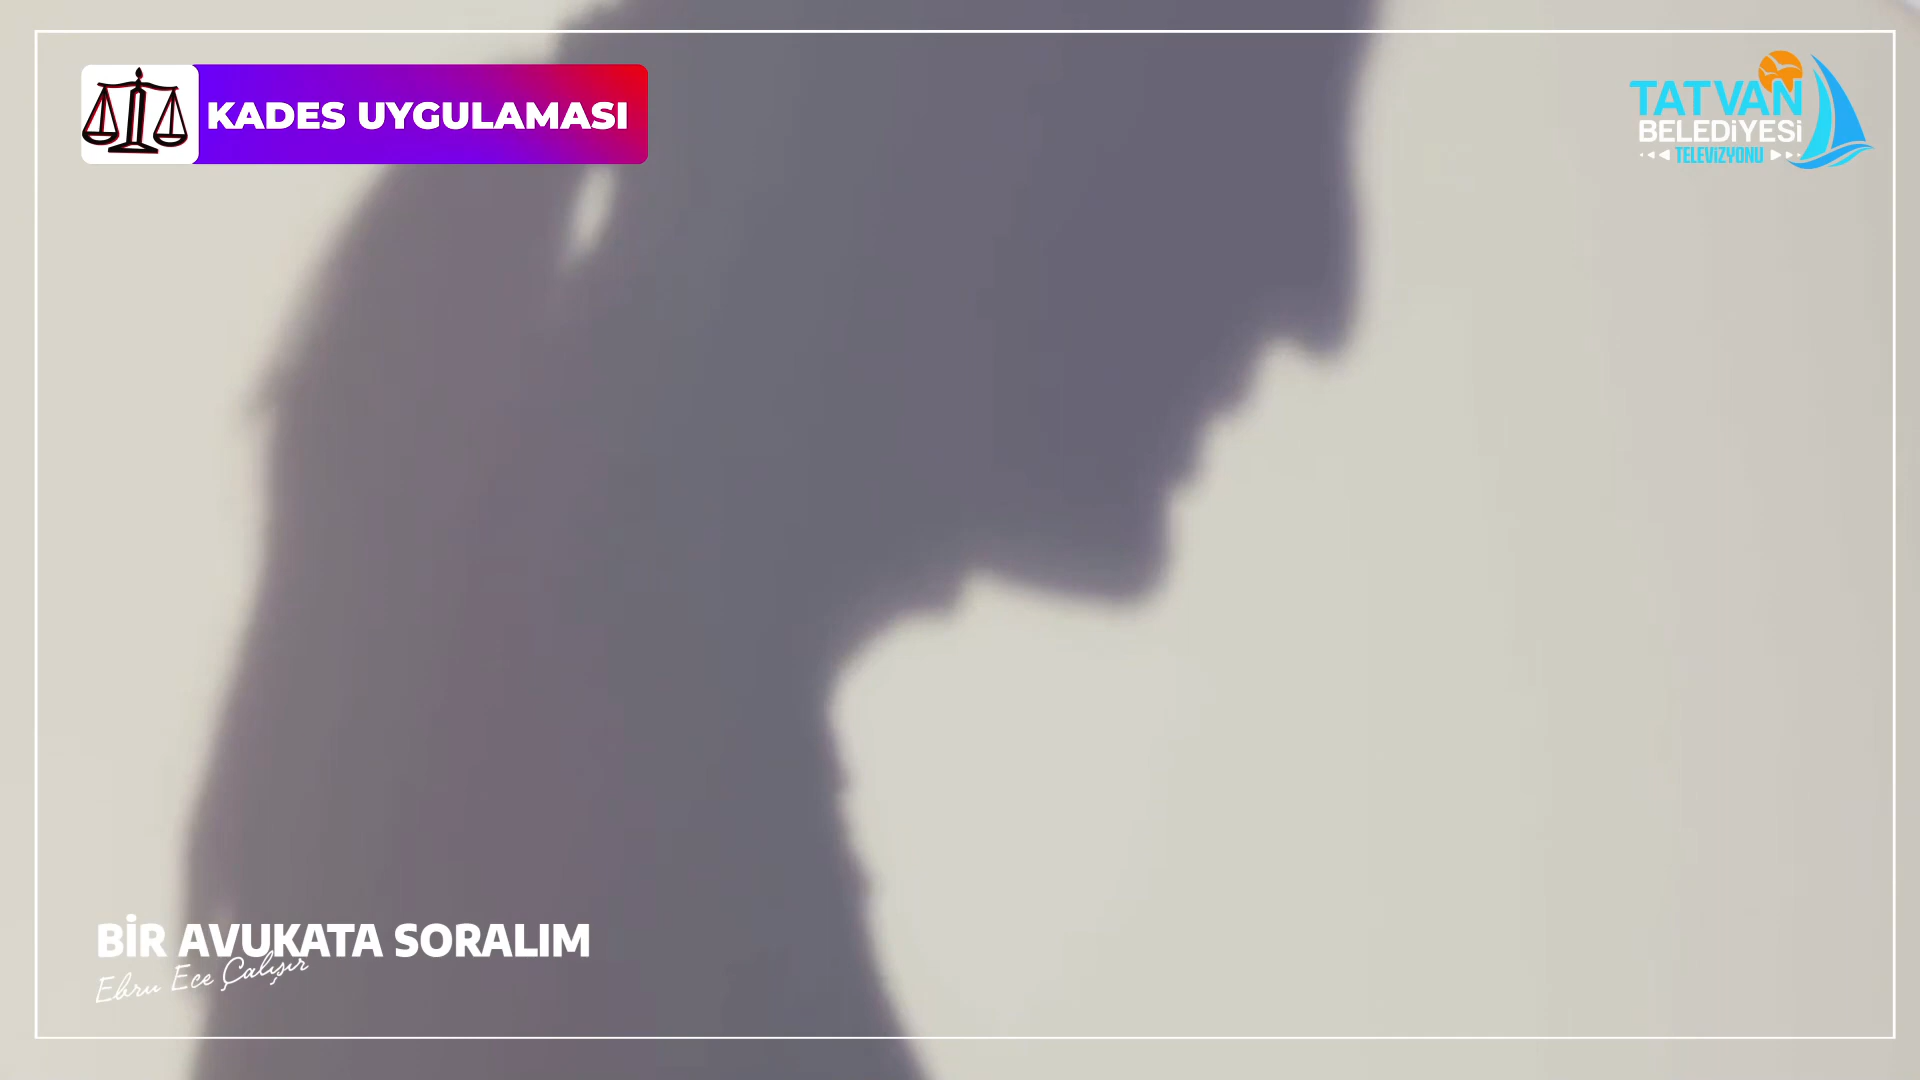 KADES UYGULAMASI
TATVAN
BELEDİYESİ
TELEVİZYONU
BİR AVUKATA SORALIM
Ebru Ece Çalışır